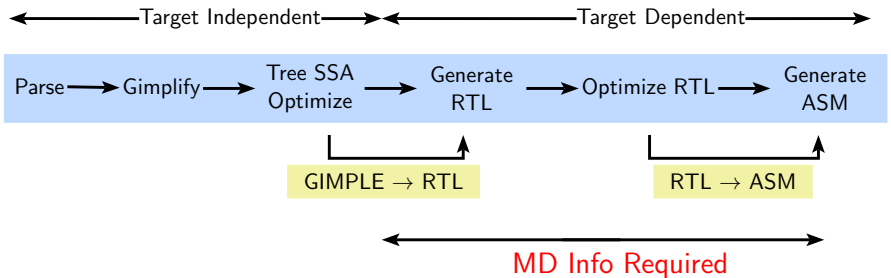 Target Independent Target Dependent
Parse Gimplify Tree SSA Optimize Generate RTL Optimize RTL Generate ASM
GIMPLE → RTL RTL → ASM
MD Info Required